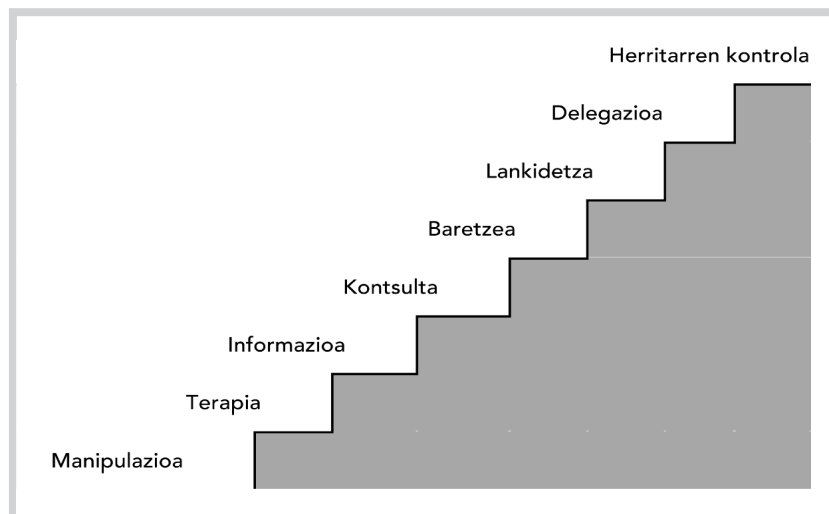 Herritarren kontrola
Delegazioa
Lankidetza
Baretzea
Kontsulta
Informazioa
Terapia
Manipulazioa